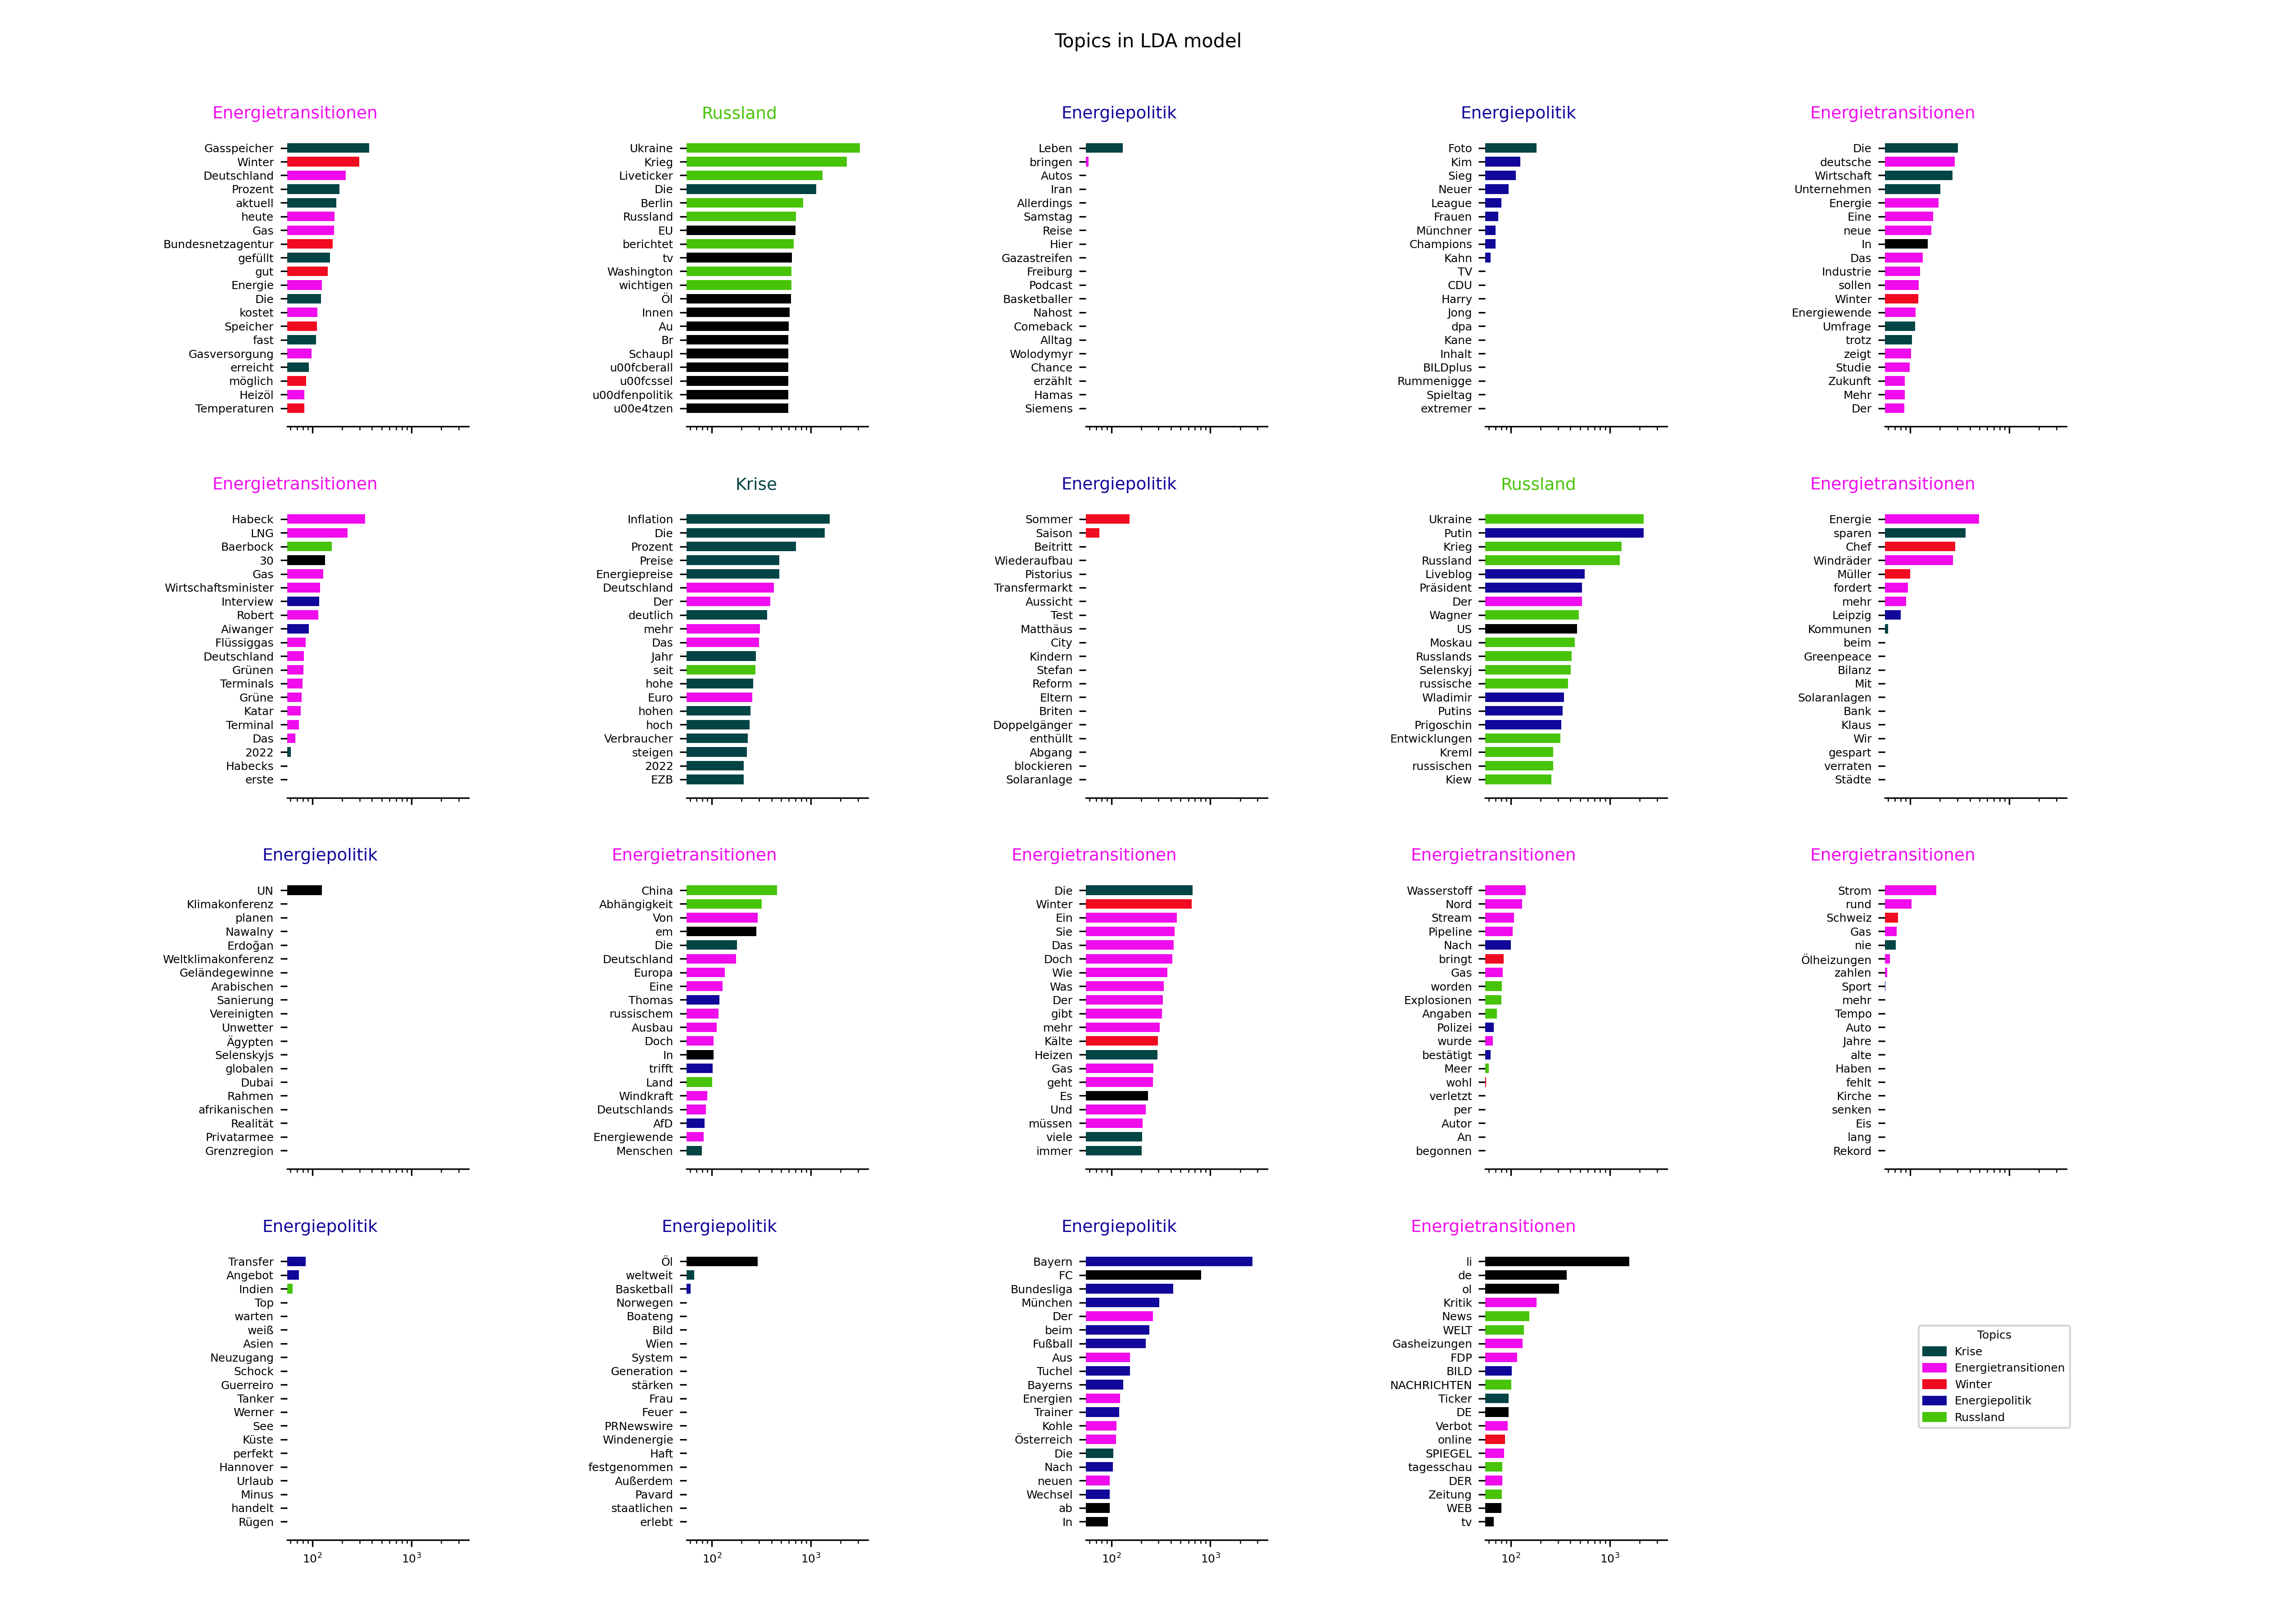 Topics in LDA model
Energietransitionen
Gasspeicher
Winter
Deutschland
Prozent
aktuell
heute
Gas
Bundesnetzagentur
gefüllt
gut
Energie
Die
kostet
Speicher
fast
Gasversorgung
erreicht
möglich
Heizöl
Temperaturen
Russland
Ukraine
Krieg
Liveticker
Die
Berlin
Russland
EU
berichtet
tv
Washington
wichtigen
Öl
Innen
Au
Br
Schaupl
u00fcberall
u00fcssel
u00dfenpolitik
u00e4tzen
Energiepolitik
Leben
bringen
Autos
Iran
Allerdings
Samstag
Reise
Hier
Gazastreifen
Freiburg
Podcast
Basketballer
Nahost
Comeback
Alltag
Wolodymyr
Chance
erzählt
Hamas
Siemens
Energiepolitik
Foto
Kim
Sieg
Neuer
League
Frauen
Münchner
Champions
Kahn
TV
CDU
Harry
Jong
dpa
Kane
Inhalt
BILDplus
Rummenigge
Spieltag
extremer
Energietransitionen
Die
deutsche
Wirtschaft
Unternehmen
Energie
Eine
neue
In
Das
Industrie
sollen
Winter
Energiewende
Umfrage
trotz
zeigt
Studie
Zukunft
Mehr
Der
Energietransitionen
Habeck
LNG
Baerbock
30
Gas
Wirtschaftsminister
Interview
Robert
Aiwanger
Flüssiggas
Deutschland
Grünen
Terminals
Grüne
Katar
Terminal
Das
2022
Habecks
erste
Krise
Inflation
Die
Prozent
Preise
Energiepreise
Deutschland
Der
deutlich
mehr
Das
Jahr
seit
hohe
Euro
hohen
hoch
Verbraucher
steigen
2022
EZB
Energiepolitik
Sommer
Saison
Beitritt
Wiederaufbau
Pistorius
Transfermarkt
Aussicht
Test
Matthäus
City
Kindern
Stefan
Reform
Eltern
Briten
Doppelgänger
enthüllt
Abgang
blockieren
Solaranlage
Russland
Ukraine
Putin
Krieg
Russland
Liveblog
Präsident
Der
Wagner
US
Moskau
Russlands
Selenskyj
russische
Wladimir
Putins
Prigoschin
Entwicklungen
Kreml
russischen
Kiew
Energietransitionen
Energie
sparen
Chef
Windräder
Müller
fordert
mehr
Leipzig
Kommunen
beim
Greenpeace
Bilanz
Mit
Solaranlagen
Bank
Klaus
Wir
gespart
verraten
Städte
Energiepolitik
UN
Klimakonferenz
planen
Nawalny
Erdoğan
Weltklimakonferenz
Geländegewinne
Arabischen
Sanierung
Vereinigten
Unwetter
Ägypten
Selenskyjs
globalen
Dubai
Rahmen
afrikanischen
Realität
Privatarmee
Grenzregion
Energietransitionen
China
Abhängigkeit
Von
em
Die
Deutschland
Europa
Eine
Thomas
russischem
Ausbau
Doch
In
trifft
Land
Windkraft
Deutschlands
AfD
Energiewende
Menschen
Energietransitionen
Die
Winter
Ein
Sie
Das
Doch
Wie
Was
Der
gibt
mehr
Kälte
Heizen
Gas
geht
Es
Und
müssen
viele
immer
Energietransitionen
Wasserstoff
Nord
Stream
Pipeline
Nach
bringt
Gas
worden
Explosionen
Angaben
Polizei
wurde
bestätigt
Meer
wohl
verletzt
per
Autor
An
begonnen
Energietransitionen
Strom
rund
Schweiz
Gas
nie
Ölheizungen
zahlen
Sport
mehr
Tempo
Auto
Jahre
alte
Haben
fehlt
Kirche
senken
Eis
lang
Rekord
Energiepolitik
Transfer
Angebot
Indien
Top
warten
weiß
Asien
Neuzugang
Schock
Guerreiro
Tanker
Werner
See
Küste
perfekt
Hannover
Urlaub
Minus
handelt
Rügen
10² 10³
Energiepolitik
Öl
weltweit
Basketball
Norwegen
Boateng
Bild
Wien
System
Generation
stärken
Frau
Feuer
PRNewswire
Windenergie
Haft
festgenommen
Außerdem
Pavard
staatlichen
erlebt
10² 10³
Energiepolitik
Bayern
FC
Bundesliga
München
Der
beim
Fußball
Aus
Tuchel
Bayerns
Energien
Trainer
Kohle
Österreich
Die
Nach
neuen
Wechsel
ab
In
10² 10³
Energietransitionen
li
de
ol
Kritik
News
WELT
Gasheizungen
FDP
BILD
NACHRICHTEN
Ticker
DE
Verbot
online
SPIEGEL
tagesschau
DER
Zeitung
WEB
tv
10² 10³
Topics
Krise
Energietransitionen
Winter
Energiepolitik
Russland